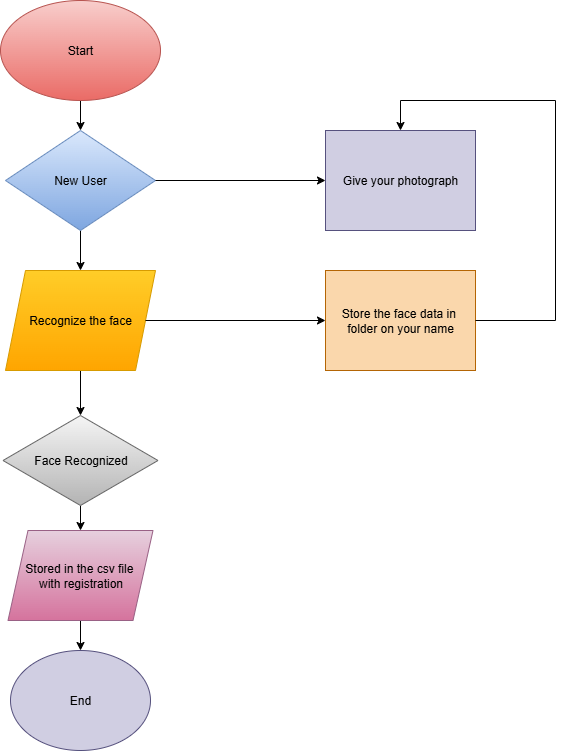 Start
New User
Give your photograph
Recognize the face
Store the face data in
folder on your name
Face Recognized
Stored in the csv file
with registration
End